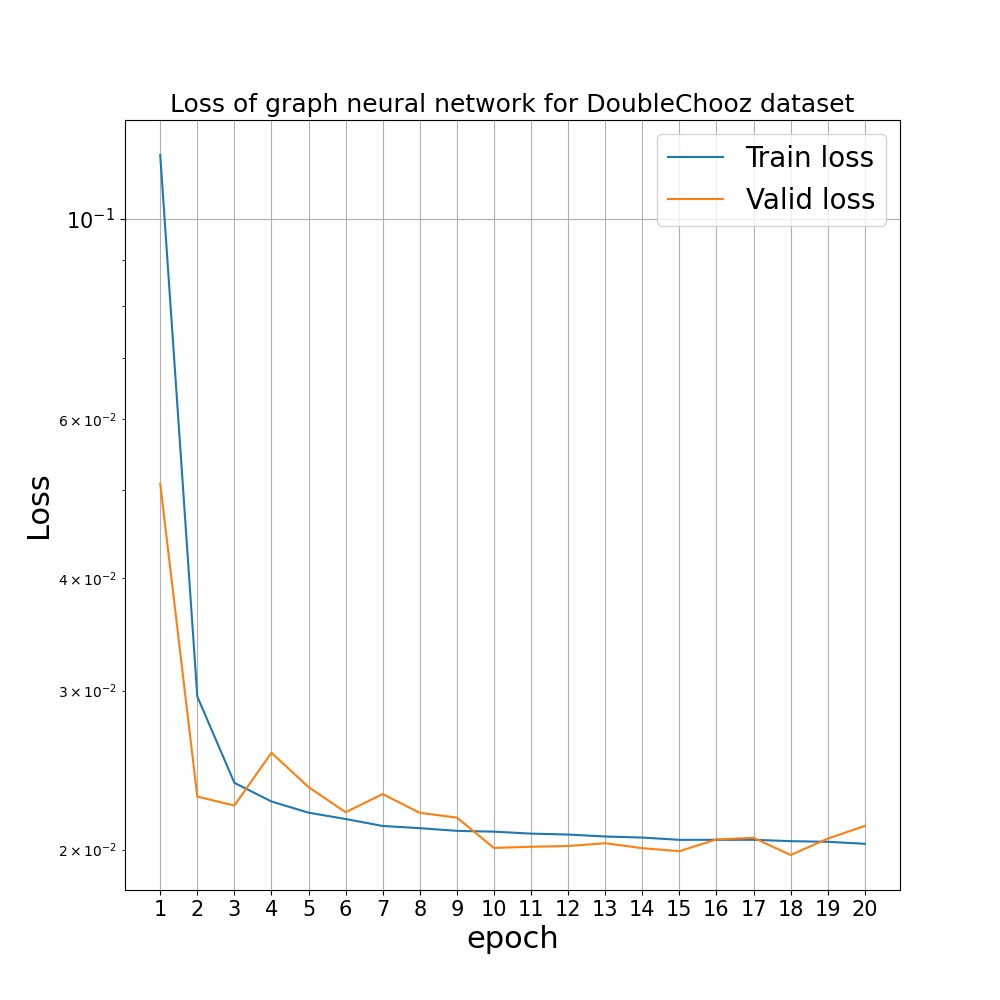 Loss of graph neural network for DoubleChooz dataset
Train loss
Valid loss
10⁻¹
6 × 10⁻²
4 × 10⁻²
3 × 10⁻²
2 × 10⁻²
Loss
1 2 3 4 5 6 7 8 9 10 11 12 13 14 15 16 17 18 19 20
epoch